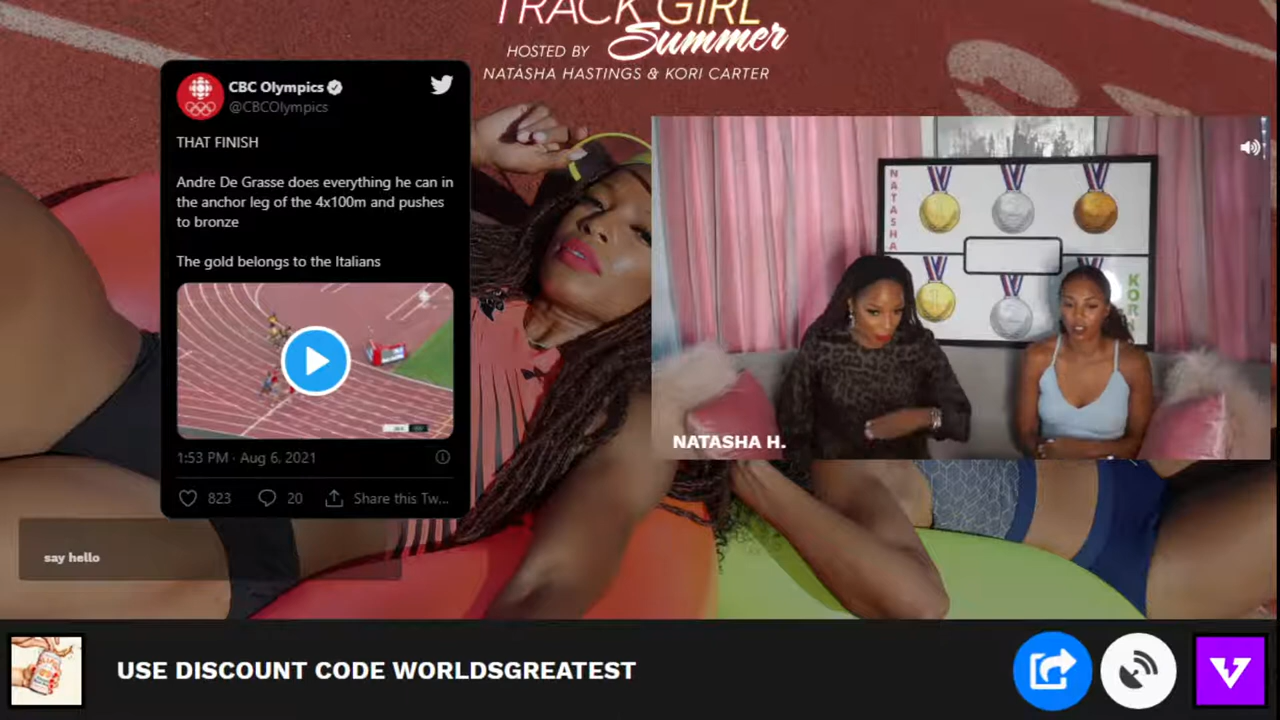 TRACK GIRL
Summer
HOSTED BY
NATASHA HASTINGS & KORI CARTER
CBC Olympics
@CBCOlympics
THAT FINISH
Andre De Grasse does everything he can in
the anchor leg of the 4x100m and pushes
to bronze
The gold belongs to the Italians
1:53 PM · Aug 6, 2021
823
20
Share this Tw...
NATASHA
KORI
NATASHA H.
say hello
USE DISCOUNT CODE WORLDSGREATEST